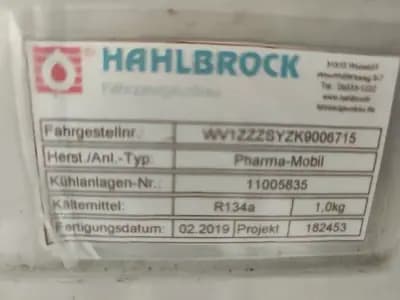 HAHLBROCK
Fahrzeugausbau
Fahrgestellnr.: WV1ZZZSYZK9006715
Herst./Anl.-Typ: Pharma-Mobil
Kühlanlagen-Nr.: 11005835
Kältemittel: R134a 1,0kg
Fertigungsdatum: 02.2019 Projekt 182453